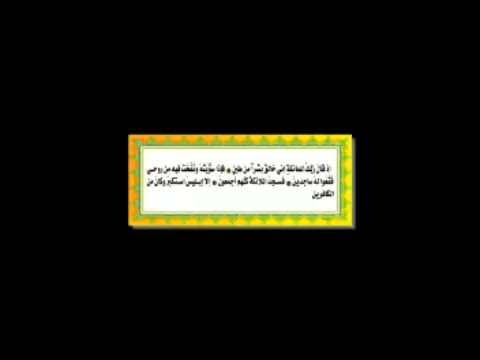 إذ قال ربك للملائكة إني خالق بشراً من طين ● فإذا سويته ونفخت فيه من روحي
فقعوا له ساجدين ● فسجد الملائكة كلهم أجمعون ● إلا إبليس استكبر وكان من
الكافرين